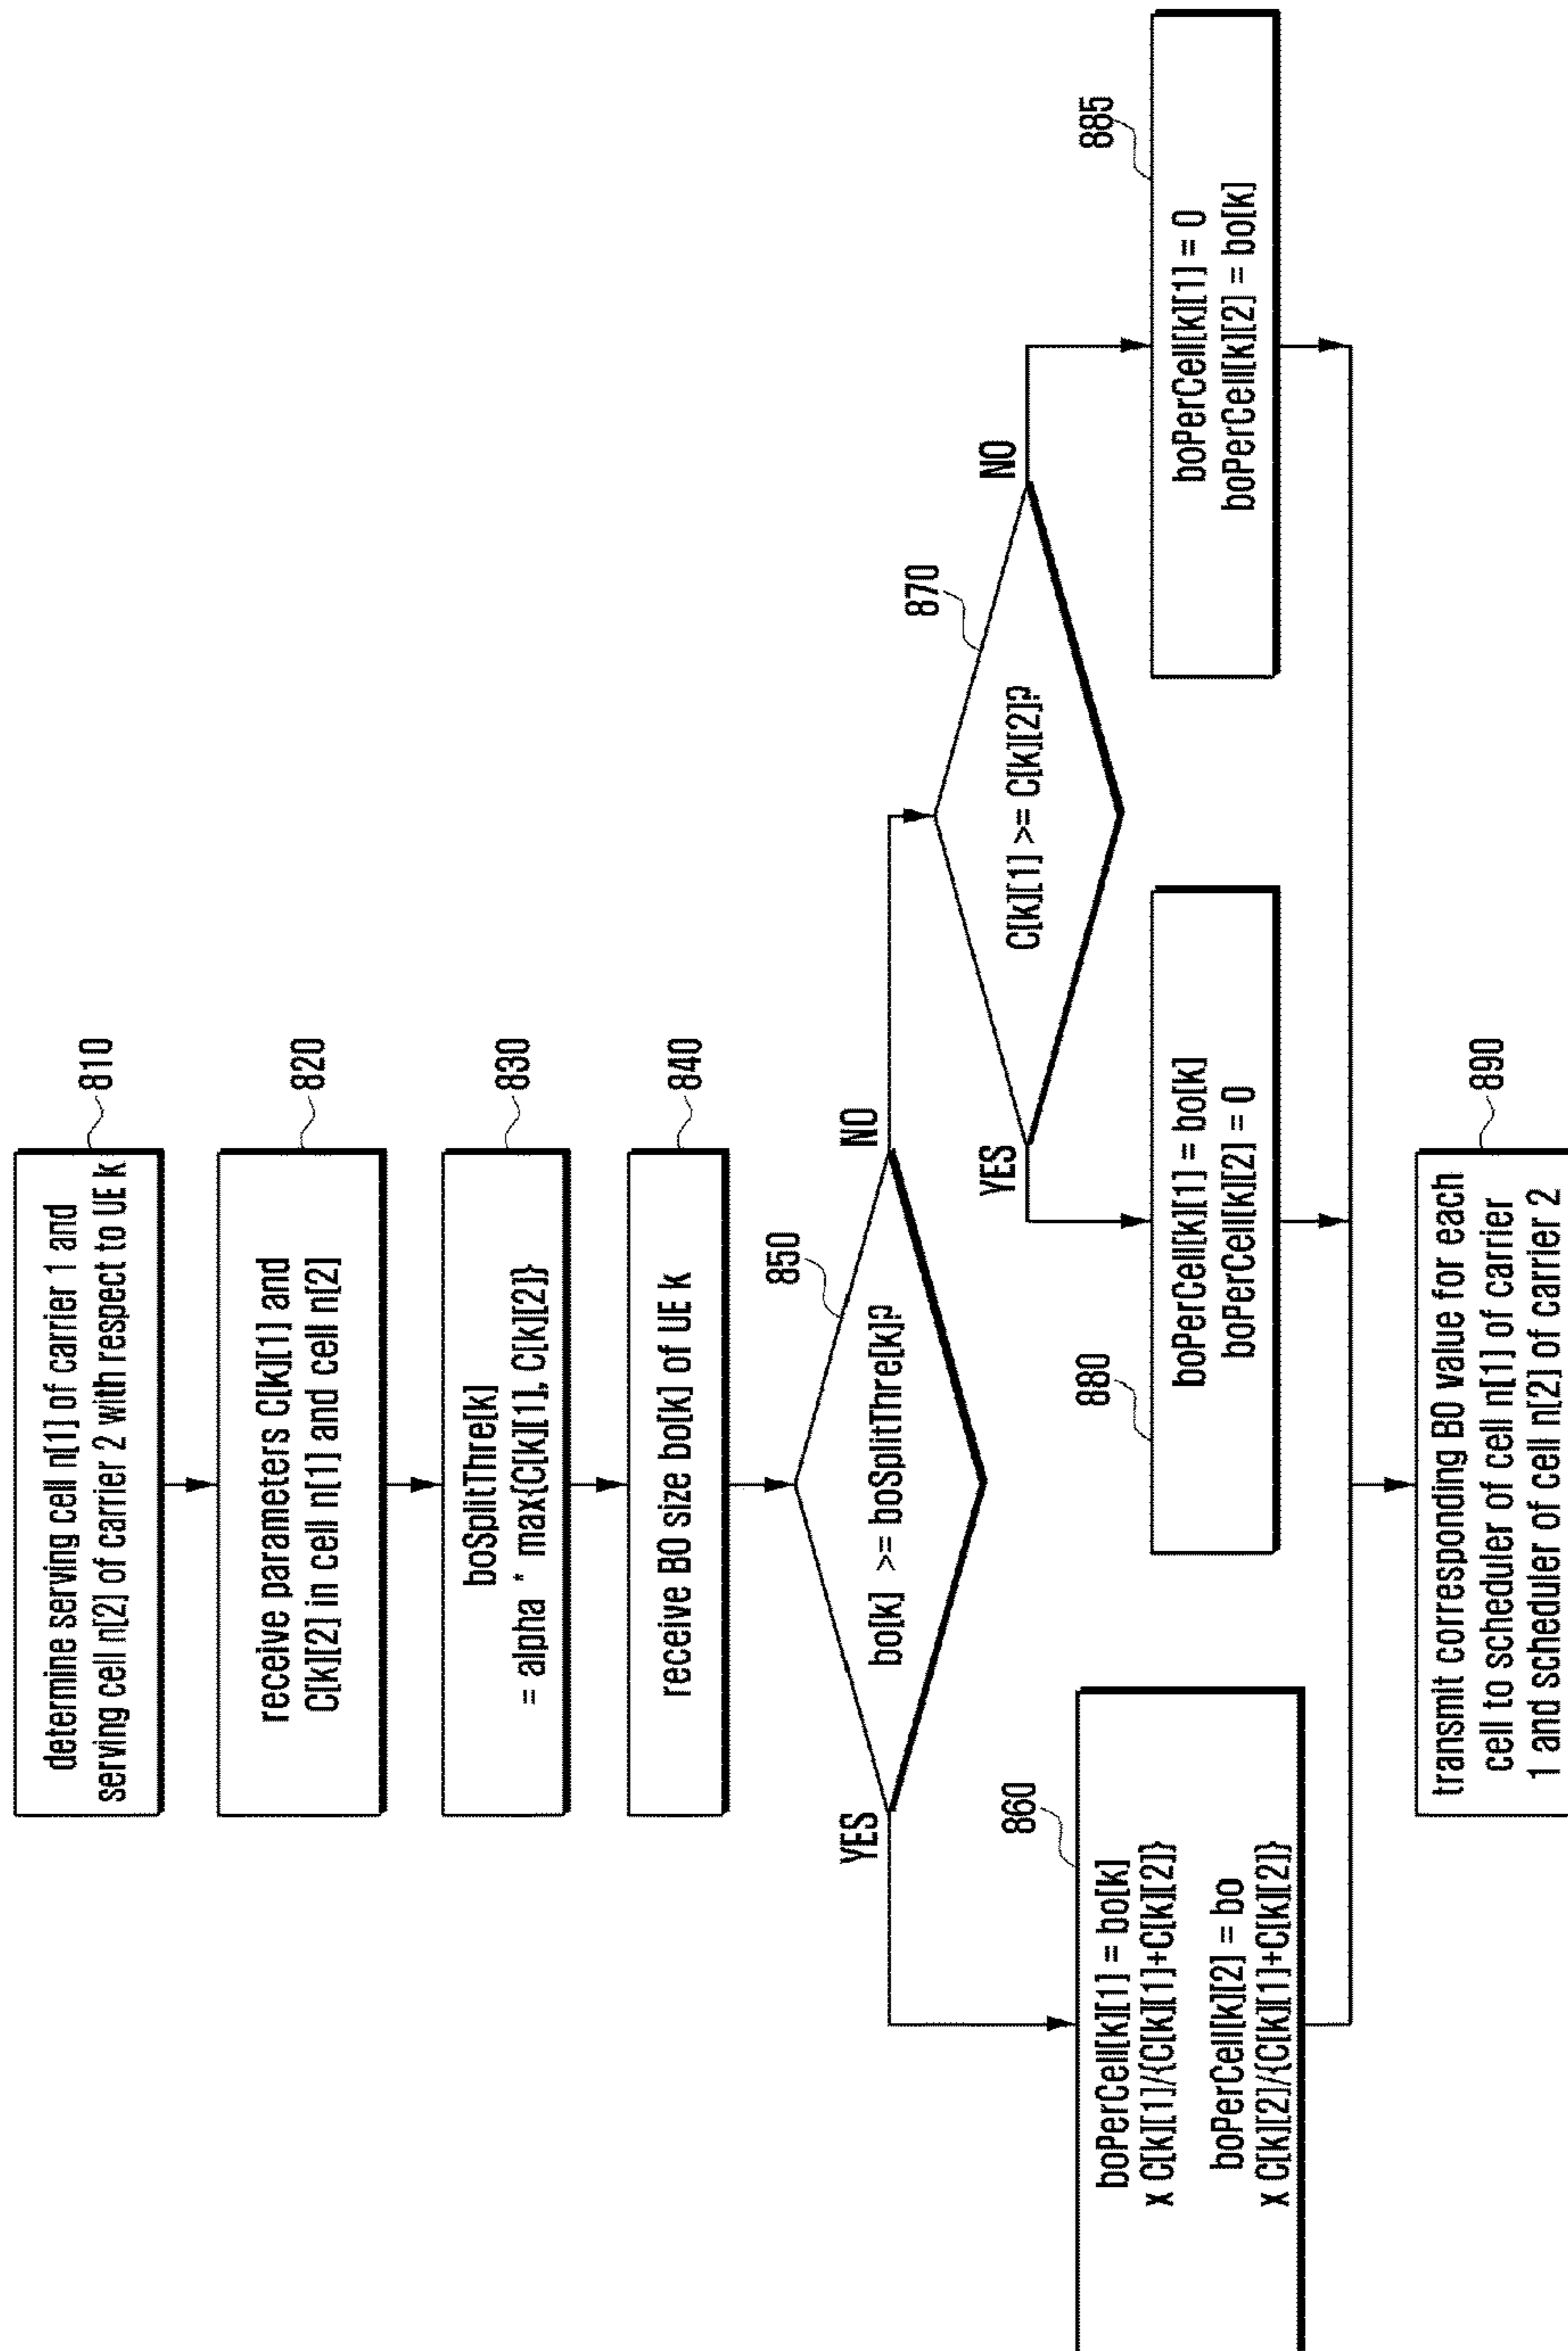 determine serving cell n[1] of carrier 1 and
serving cell n[2] of carrier 2 with respect to UE k
810
receive parameters C[k][1] and
C[k][2] in cell n[1] and cell n[2]
820
boSplitThre[k]
= alpha * max{C[k][1], C[k][2]}
830
receive BO size bo[k] of UE k
840
850
bo[k] >= boSplitThre[k]?
YES
NO
860
boPerCell[k][1] = bo[k]
x C[k][1]/{C[k][1]+C[k][2]}
boPerCell[k][2] = bo
x C[k][2]/{C[k][1]+C[k][2]}
870
C[k][1] >= C[k][2]?
YES
NO
880
boPerCell[k][1] = bo[k]
boPerCell[k][2] = 0
885
boPerCell[k][1] = 0
boPerCell[k][2] = bo[k]
890
transmit corresponding BO value for each
cell to scheduler of cell n[1] of carrier
1 and scheduler of cell n[2] of carrier 2